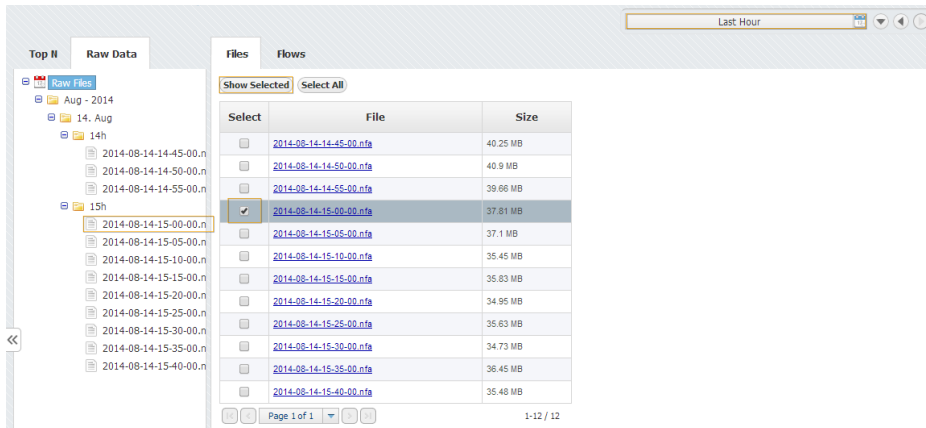 Last Hour
Top N Raw Data Files Flows
Raw Files
Aug - 2014
14. Aug
14h
2014-08-14-14-45-00.n
2014-08-14-14-50-00.n
2014-08-14-14-55-00.n
15h
2014-08-14-15-00-00.n
2014-08-14-15-05-00.n
2014-08-14-15-10-00.n
2014-08-14-15-15-00.n
2014-08-14-15-20-00.n
2014-08-14-15-25-00.n
2014-08-14-15-30-00.n
2014-08-14-15-35-00.n
2014-08-14-15-40-00.n
Show Selected Select All
Select File Size
2014-08-14-14-45-00.nfa 40.25 MB
2014-08-14-14-50-00.nfa 40.9 MB
2014-08-14-14-55-00.nfa 39.66 MB
2014-08-14-15-00-00.nfa 37.81 MB
2014-08-14-15-05-00.nfa 37.1 MB
2014-08-14-15-10-00.nfa 35.45 MB
2014-08-14-15-15-00.nfa 35.83 MB
2014-08-14-15-20-00.nfa 34.95 MB
2014-08-14-15-25-00.nfa 35.63 MB
2014-08-14-15-30-00.nfa 34.73 MB
2014-08-14-15-35-00.nfa 36.45 MB
2014-08-14-15-40-00.nfa 35.48 MB
Page 1 of 1 1-12 / 12